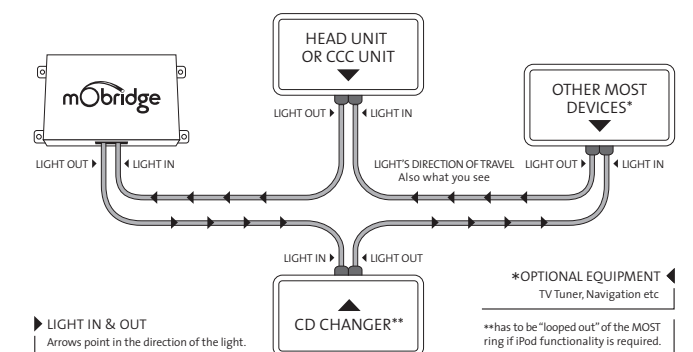 HEAD UNIT
OR CCC UNIT
mObridge
OTHER MOST
DEVICES*
LIGHT OUT
LIGHT IN
LIGHT OUT
LIGHT IN
LIGHT'S DIRECTION OF TRAVEL
Also what you see
LIGHT OUT
LIGHT IN
LIGHT IN
LIGHT OUT
*OPTIONAL EQUIPMENT
TV Tuner, Navigation etc
CD CHANGER**
LIGHT IN & OUT
Arrows point in the direction of the light.
**has to be "looped out" of the MOST
ring if iPod functionality is required.